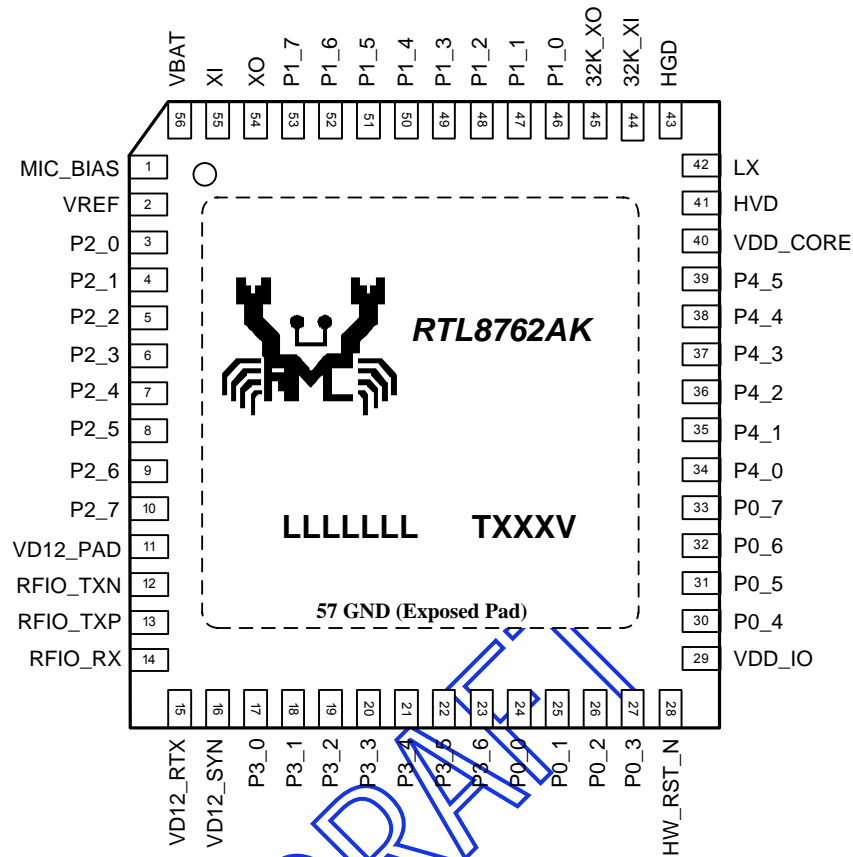 VBAT
XI
XO
P1_7
P1_6
P1_5
P1_4
P1_3
P1_2
P1_1
P1_0
32K_XO
32K_XI
HGD
56
55
54
53
52
51
50
49
48
47
46
45
44
43
MIC_BIAS 1
VREF 2
P2_0 3
P2_1 4
P2_2 5
P2_3 6
P2_4 7
P2_5 8
P2_6 9
P2_7 10
VD12_PAD 11
RFIO_TXN 12
RFIO_TXP 13
RFIO_RX 14
RTL8762AK
LLLLLLL TXXXV
57 GND (Exposed Pad)
42 LX
41 HVD
40 VDD_CORE
39 P4_5
38 P4_4
37 P4_3
36 P4_2
35 P4_1
34 P4_0
33 P0_7
32 P0_6
31 P0_5
30 P0_4
29 VDD_IO
15
16
17
18
19
20
21
22
23
24
25
26
27
28
VD12_RTX
VD12_SYN
P3_0
P3_1
P3_2
P3_3
P3_4
P3_5
P3_6
P0_0
P0_1
P0_2
P0_3
HW_RST_N
DRAFT